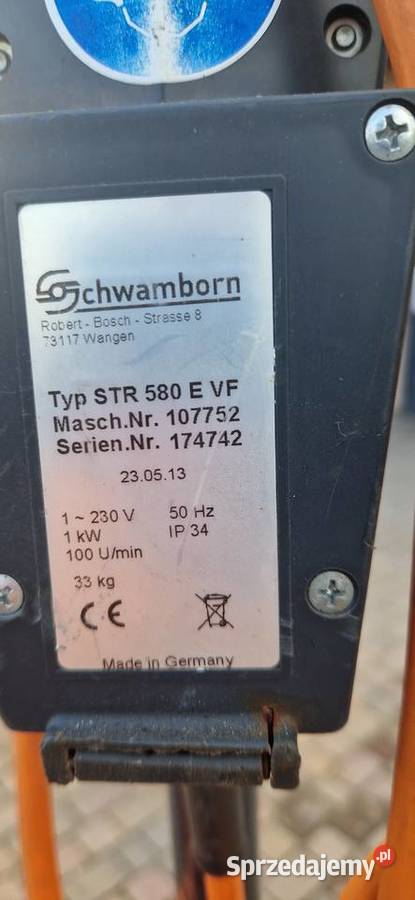 Schwamborn
Robert - Bosch - Strasse 8
73117 Wangen
Typ STR 580 E VF
Masch.Nr. 107752
Serien.Nr. 174742
23.05.13
1 ~ 230 V 50 Hz
1 kW IP 34
100 U/min
33 kg
CE
Made in Germany
Sprzedajemy.pl